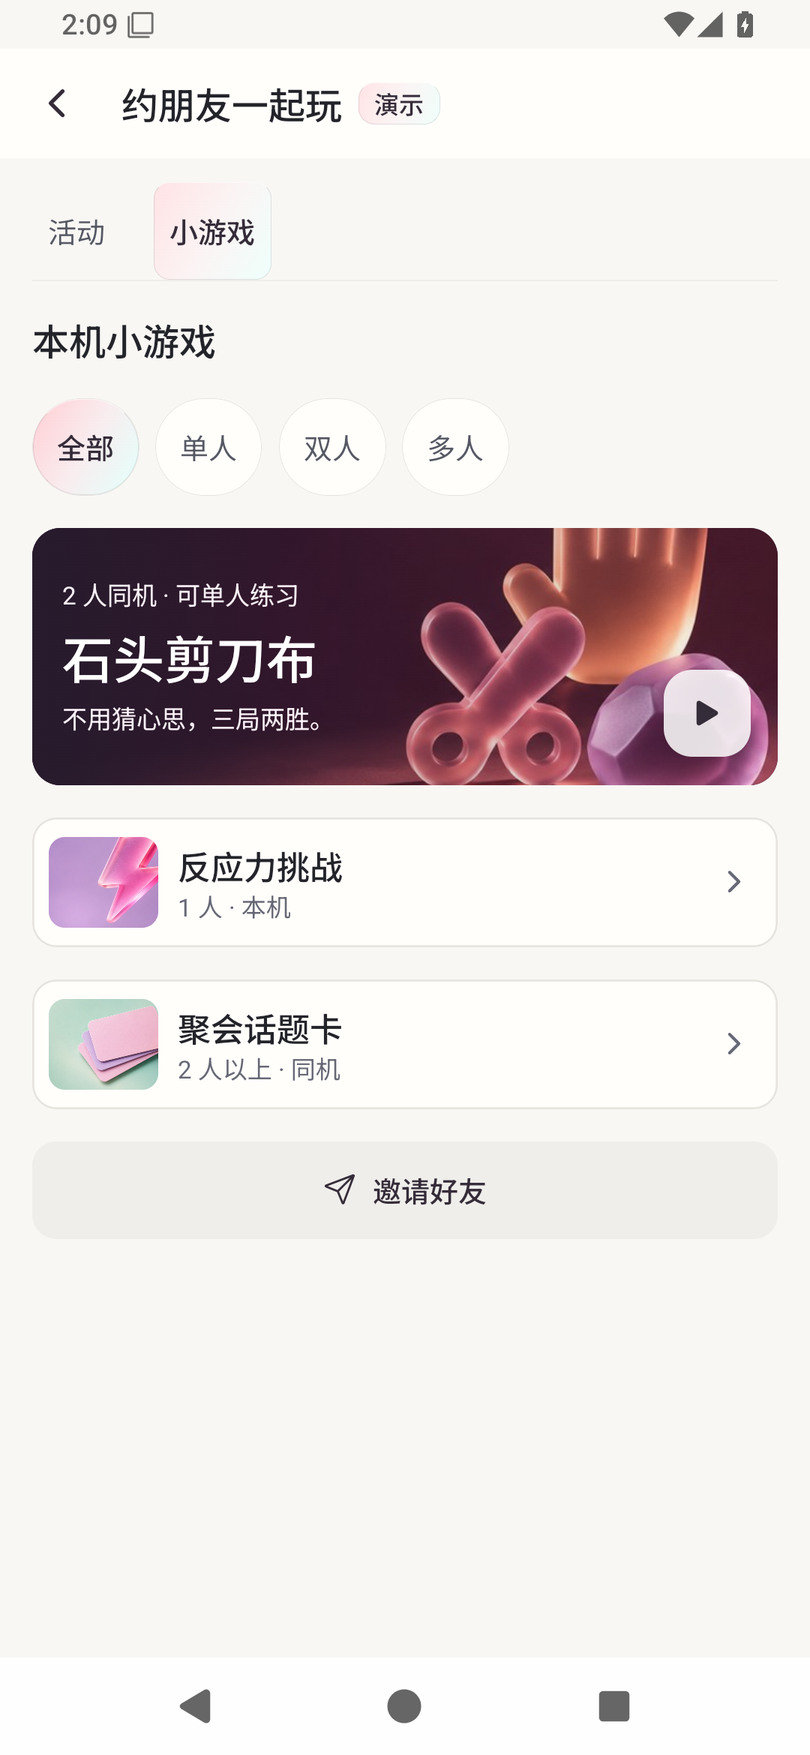 2:09
约朋友一起玩 演示
活动 小游戏
本机小游戏
全部 单人 双人 多人
2 人同机 · 可单人练习
石头剪刀布
不用猜心思，三局两胜。
反应力挑战
1 人 · 本机
聚会话题卡
2 人以上 · 同机
邀请好友